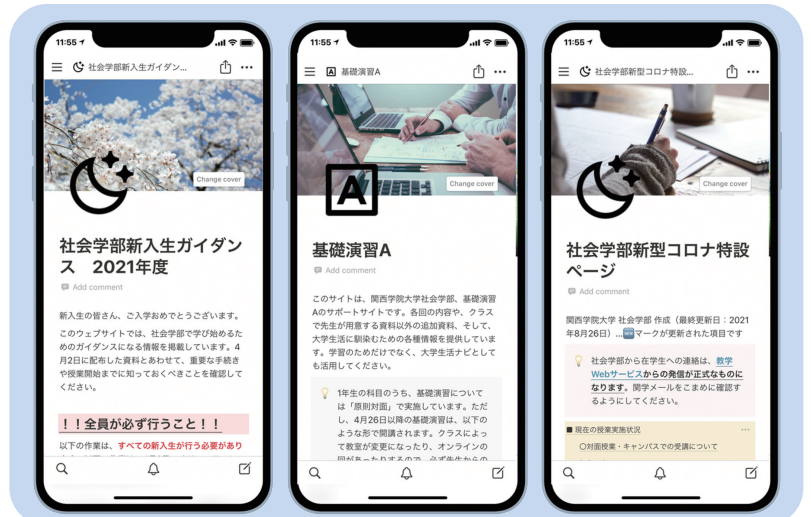 11:55
社会学部新入生ガイダン...
Change cover
社会学部新入生ガイダン
ス 2021年度
Add comment
新入生の皆さん、ご入学おめでとうございます。
このウェブサイトでは、社会学部で学び始めるた
めのガイダンスになる情報を掲載しています。4
月2日に配布した資料とあわせて、重要な手続き
や授業開始までに知っておくべきことを確認して
ください。
！！全員が必ず行うこと！！
以下の作業は、すべての新入生が行う必要があり
11:55
A 基礎演習A
Change cover
A
基礎演習A
Add comment
このサイトは、関西学院大学社会学部、基礎演習
Aのサポートサイトです。各回の内容や、クラス
で先生が用意する資料以外の追加資料、そして、
大学生活に馴染むための各種情報を提供していま
す。学習のためだけでなく、大学生活ナビとして
も活用してください。
1年生の科目のうち、基礎演習について
は「原則対面」で実施しています。ただ
し、4月26日以降の基礎演習は、以下の
ような形で開講されます。クラスによっ
て教室が変更になったり、オンラインの
回があったりするので、必ず先生からの
11:55
社会学部新型コロナ特設...
Change cover
社会学部新型コロナ特設
ページ
Add comment
関西学院大学 社会学部 作成（最終更新日：2021
年8月26日）...🆕マークが更新された項目です
社会学部から在学生への連絡は、教学
Webサービスからの発信が正式なものに
なります。関学メールをこまめに確認す
るようにしてください。
■ 現在の授業実施状況
〇対面授業・キャンパスでの受講について